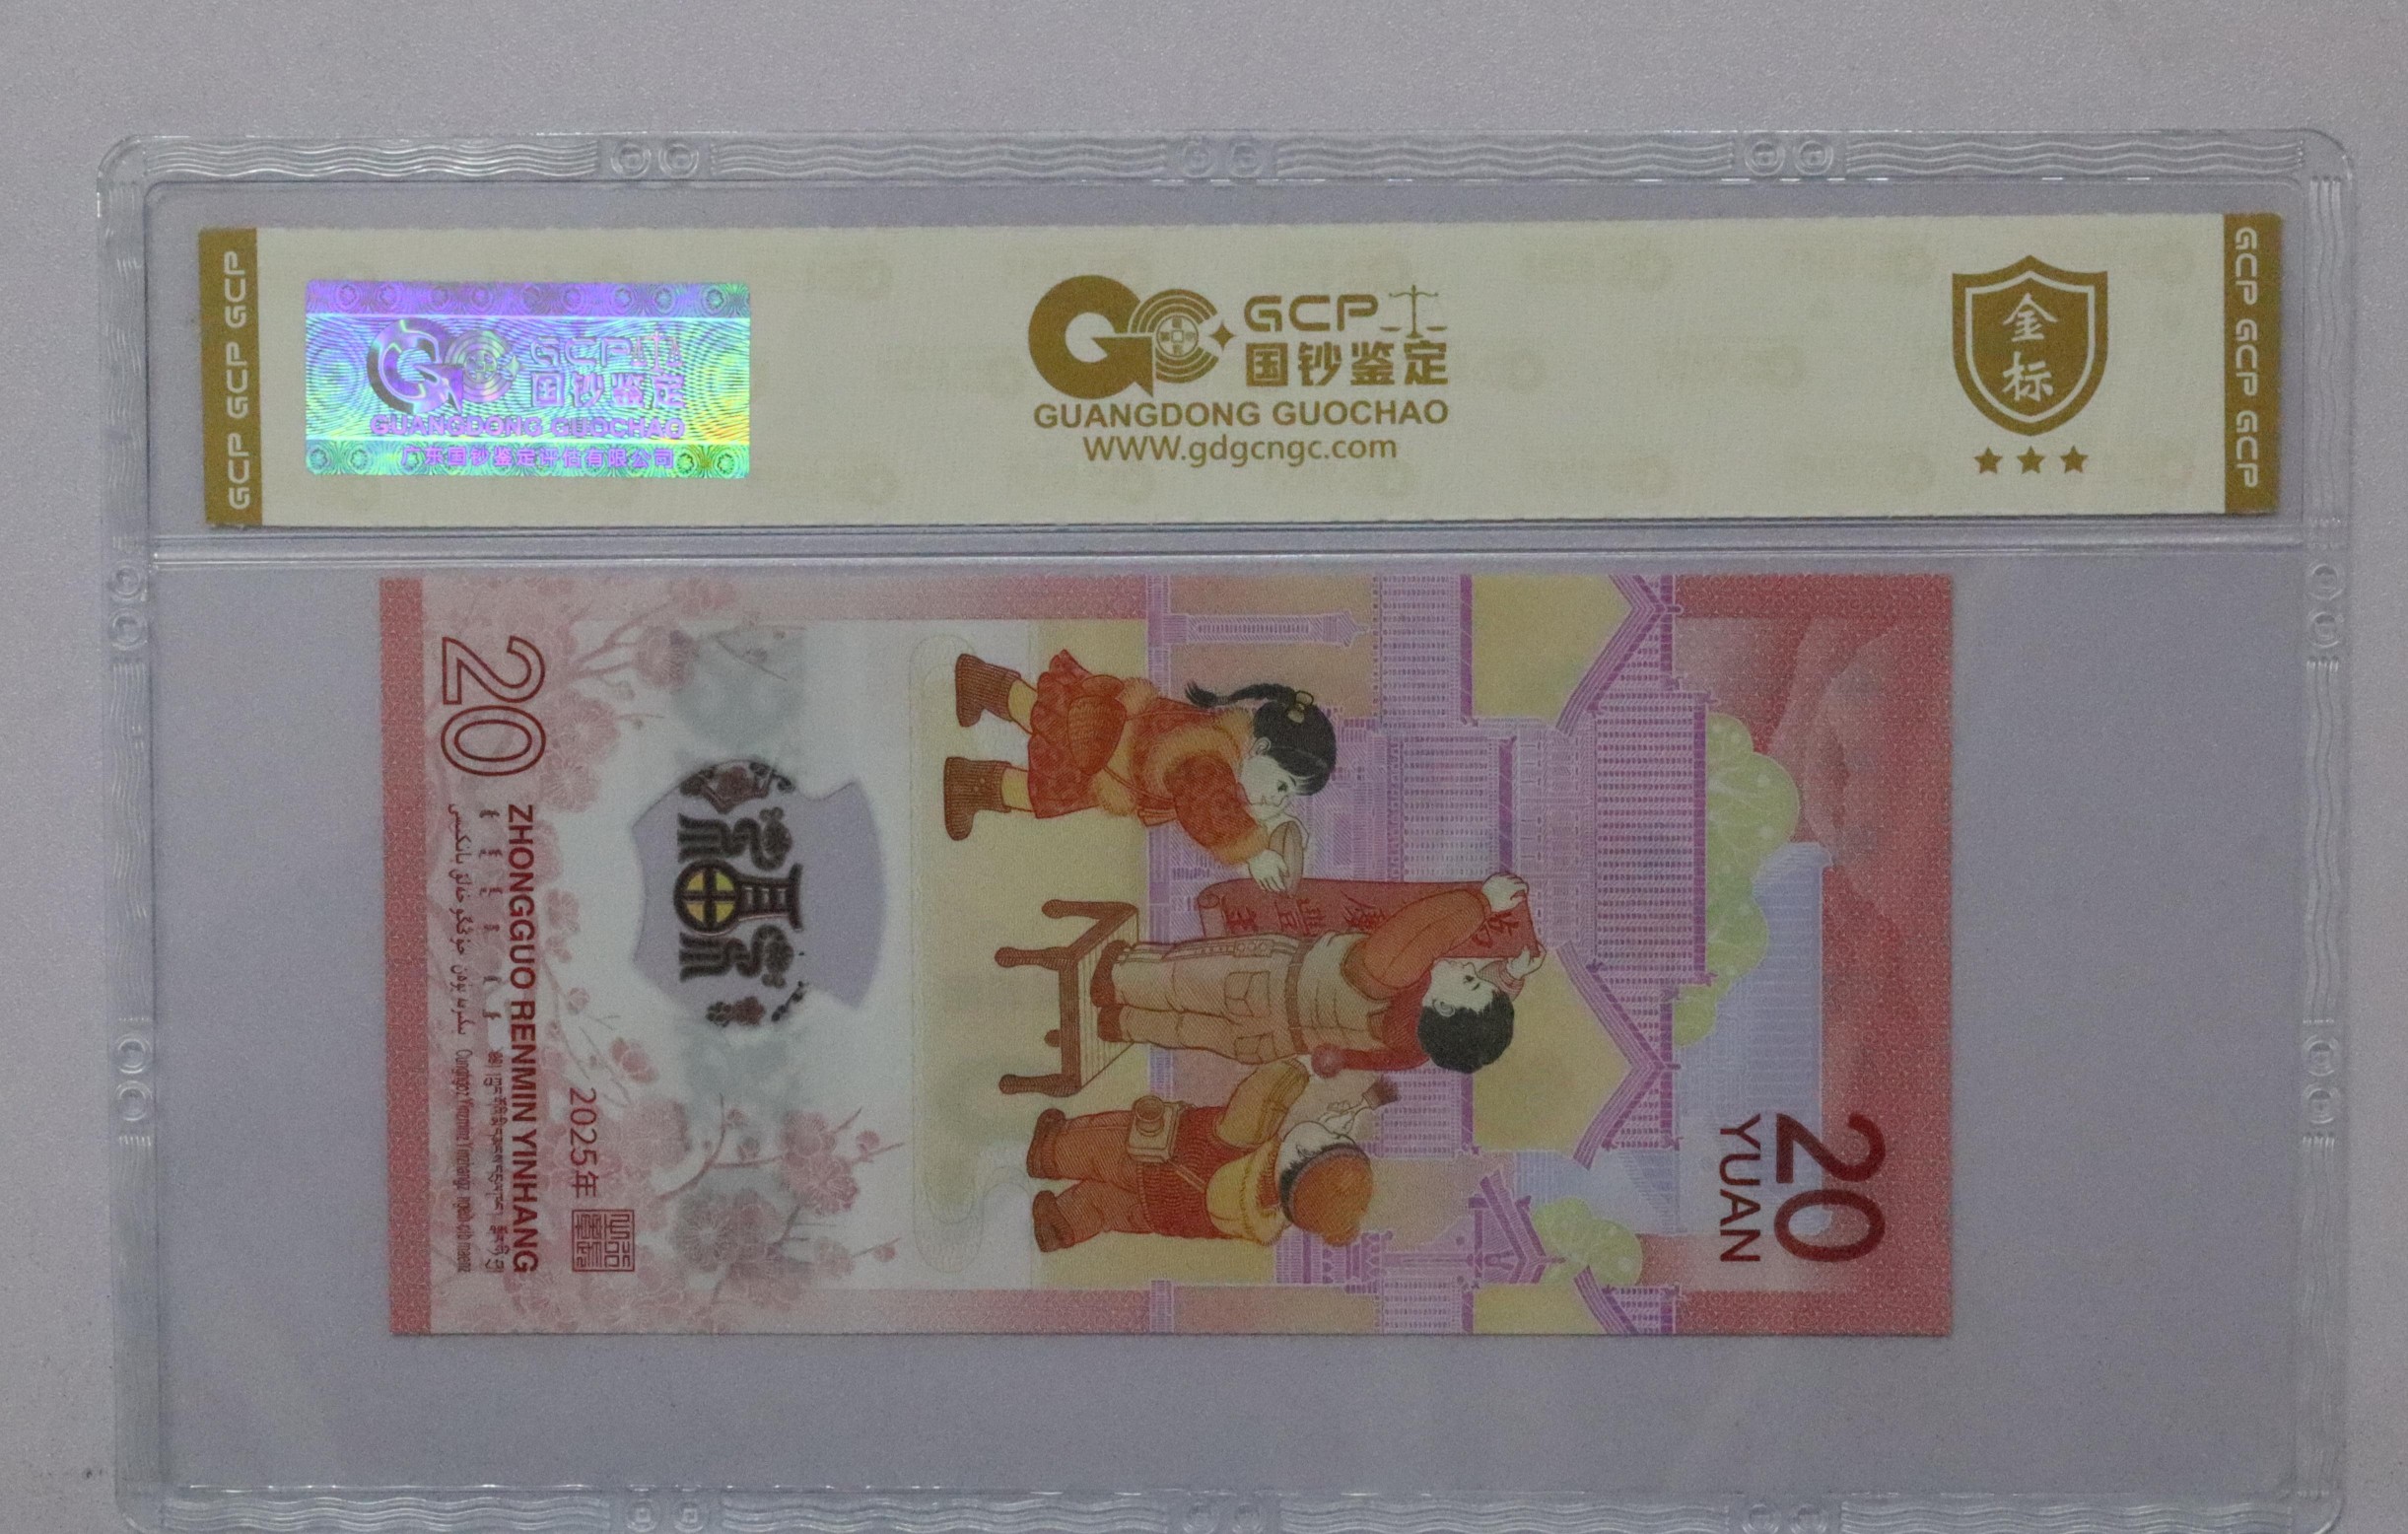 GCP GCP GCP
GCP
国钞鉴定
GUANGDONG GUOCHAO
广东国钞鉴定评估有限公司
GCP
国钞鉴定
GUANGDONG GUOCHAO
WWW.gdgcngc.com
金
标
GCP GCP GCP
20
YUAN
2025年
20
ZHONGGUO RENMIN YINHANG